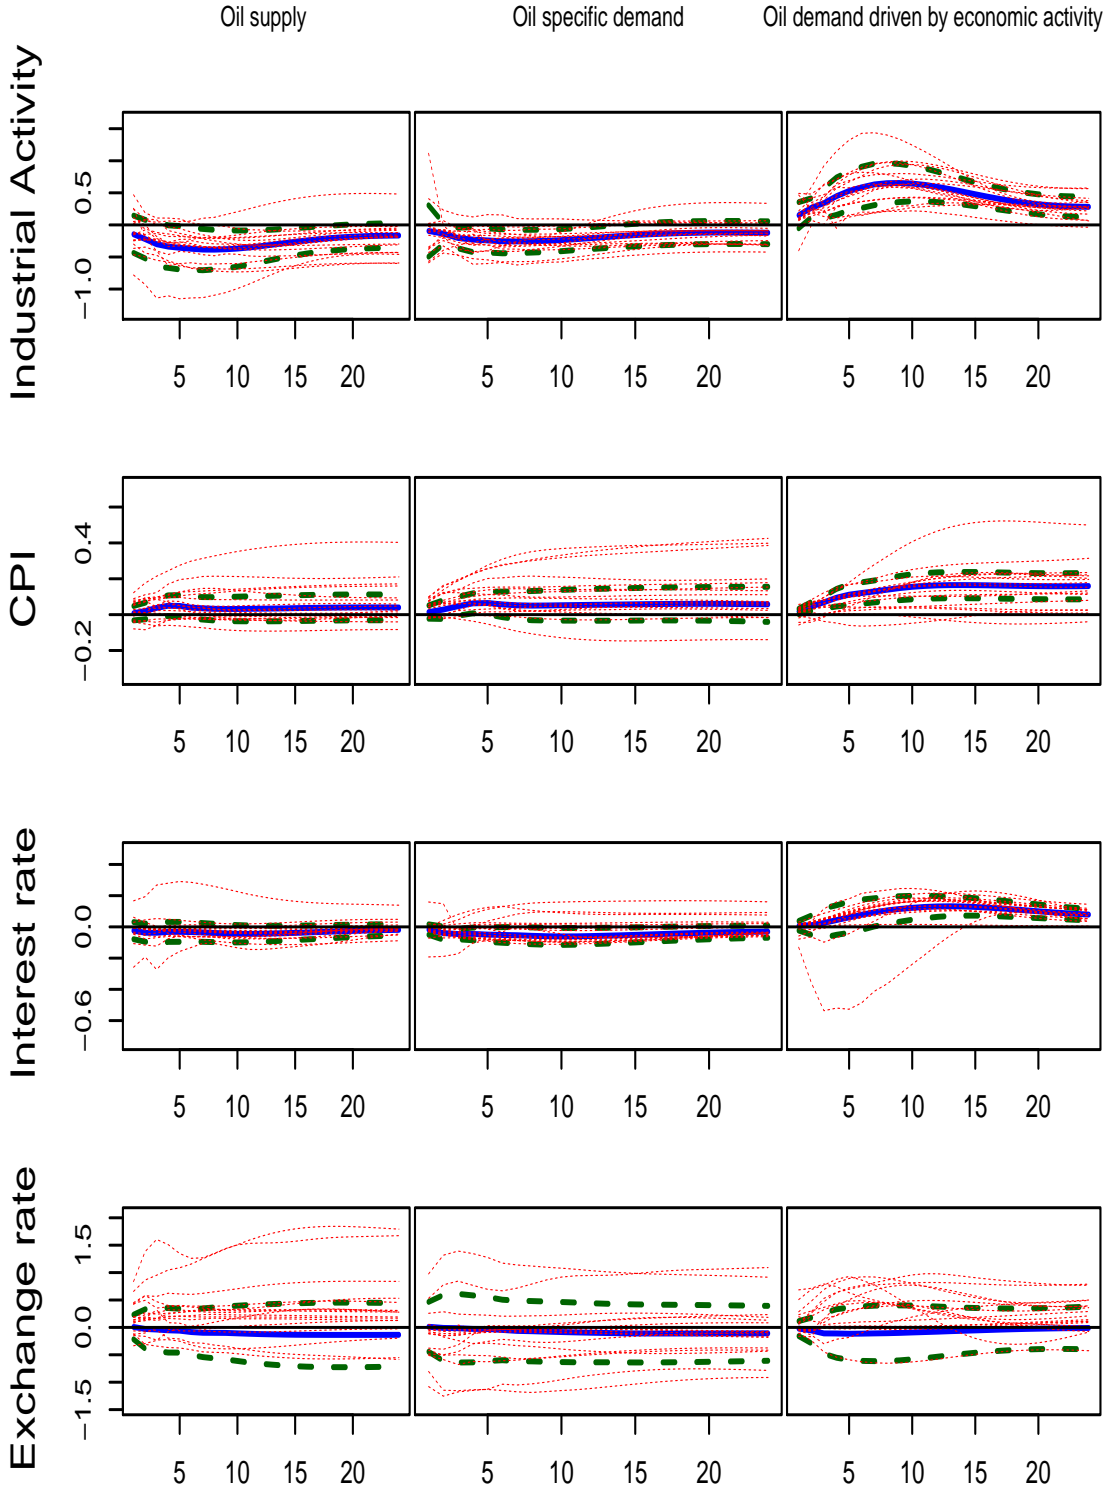 Oil supply Oil specific demand Oil demand driven by economic activity
Industrial Activity
0.5
−1.0
5 10 15 20 5 10 15 20 5 10 15 20
CPI
0.4
−0.2
5 10 15 20 5 10 15 20 5 10 15 20
Interest rate
0.0
−0.6
5 10 15 20 5 10 15 20 5 10 15 20
Exchange rate
1.5
0.0
−1.5
5 10 15 20 5 10 15 20 5 10 15 20